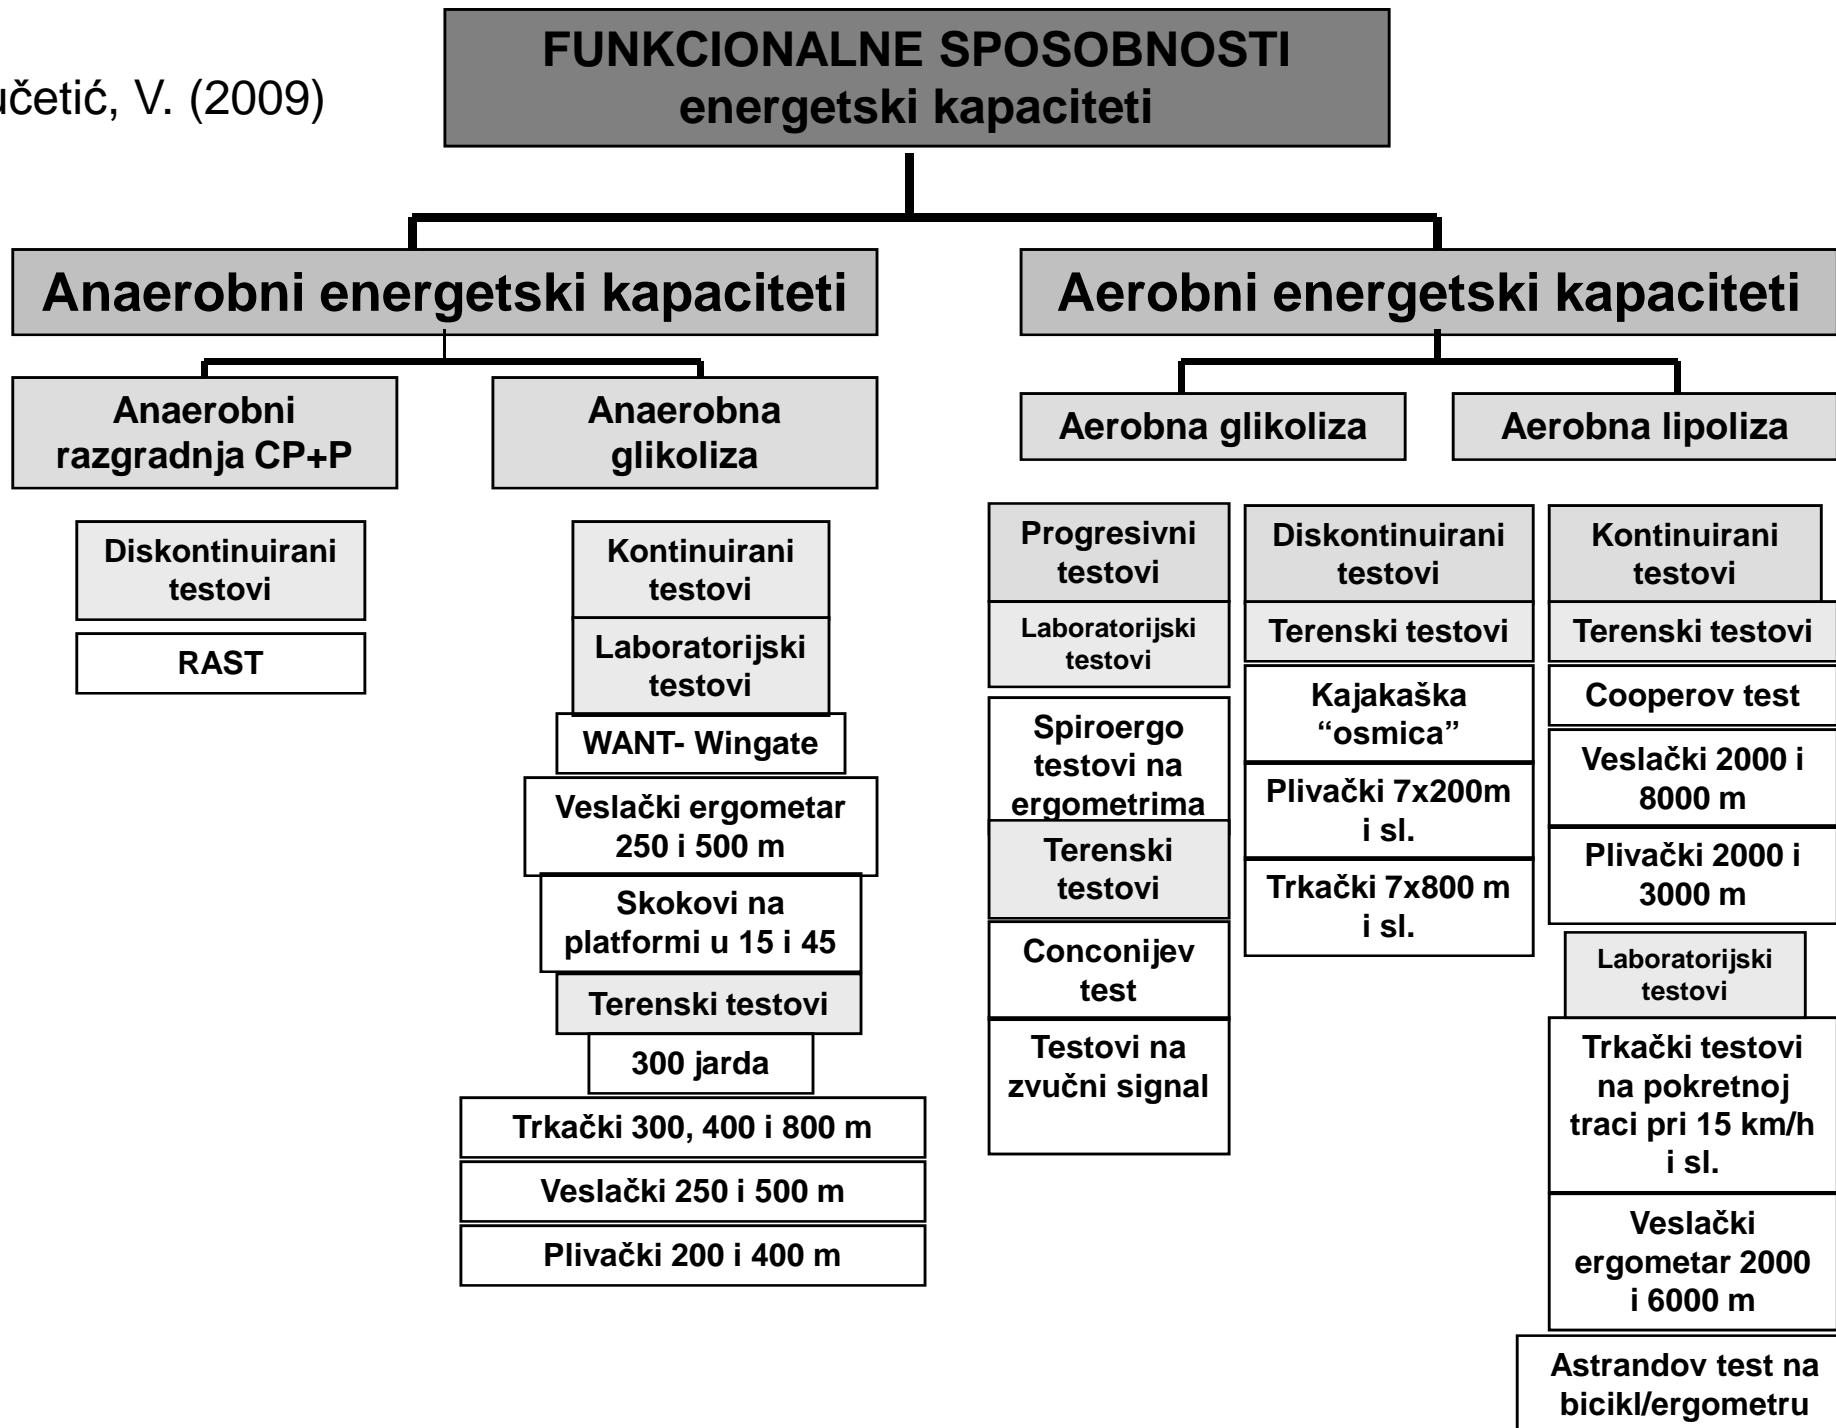 FUNKCIONALNE SPOSOBNOSTI
energetski kapaciteti
učetić, V. (2009)
Anaerobni energetski kapaciteti
Aerobni energetski kapaciteti
Anaerobni
razgradnja CP+P
Anaerobna
glikoliza
Aerobna glikoliza
Aerobna lipoliza
Diskontinuirani
testovi
RAST
Kontinuirani
testovi
Laboratorijski
testovi
WANT- Wingate
Veslački ergometar
250 i 500 m
Skokovi na
platformi u 15 i 45
Terenski testovi
300 jarda
Trkački 300, 400 i 800 m
Veslački 250 i 500 m
Plivački 200 i 400 m
Progresivni
testovi
Laboratorijski
testovi
Spiroergo
testovi na
ergometrima
Terenski
testovi
Conconijev
test
Testovi na
zvučni signal
Diskontinuirani
testovi
Terenski testovi
Kajakaška
“osmica”
Plivački 7x200m
i sl.
Trkački 7x800 m
i sl.
Kontinuirani
testovi
Terenski testovi
Cooperov test
Veslački 2000 i
8000 m
Plivački 2000 i
3000 m
Laboratorijski
testovi
Trkački testovi
na pokretnoj
traci pri 15 km/h
i sl.
Veslački
ergometar 2000
i 6000 m
Astrandov test na
bicikl/ergometru